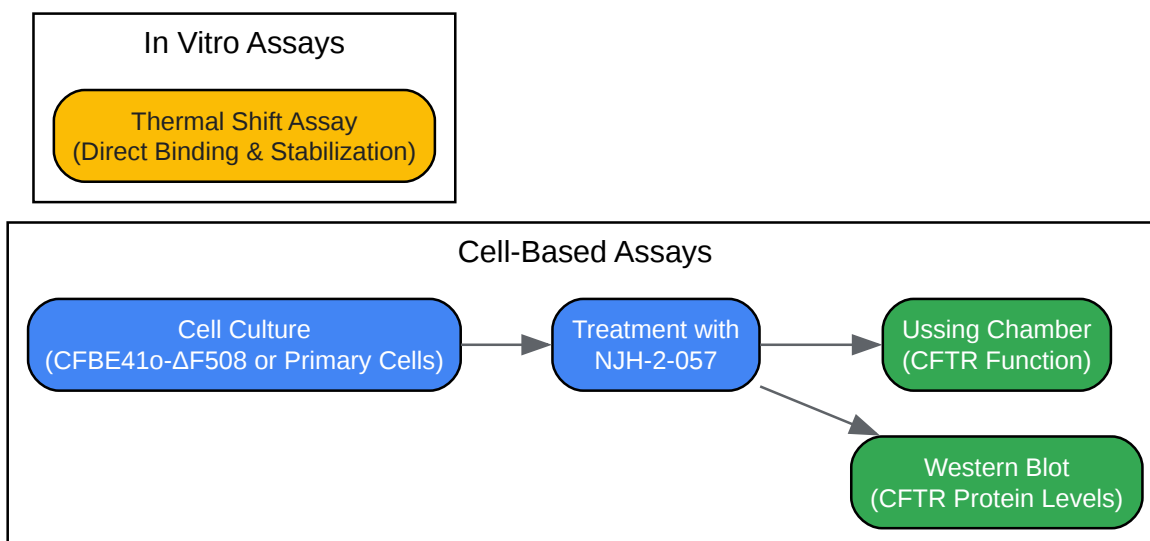 In Vitro Assays
Thermal Shift Assay
(Direct Binding & Stabilization)
Cell-Based Assays
Cell Culture
(CFBE41o-ΔF508 or Primary Cells)
Treatment with
NJH-2-057
Ussing Chamber
(CFTR Function)
Western Blot
(CFTR Protein Levels)